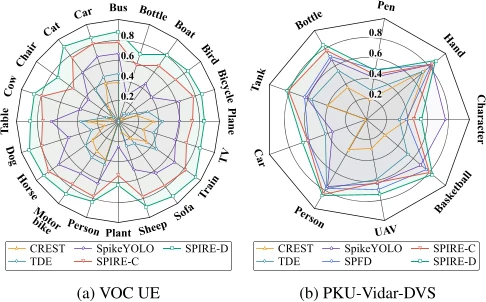 Bus
Bottle
Boat
Bird
Bicycle
Plane
TV
Train
Sofa
Sheep
Plant
Person
Motor
bike
Horse
dog
Table
Cow
Chair
Cat
Car
0.8
0.6
0.4
0.2
CREST SpikeYOLO SPIRE-D
TDE SPIRE-C
(a) VOC UE
Pen
Hand
Character
Basketball
UAV
Person
Car
Tank
Bottle
0.8
0.6
0.4
0.2
CREST SpikeYOLO SPIRE-C
TDE SPFD SPIRE-D
(b) PKU-Vidar-DVS